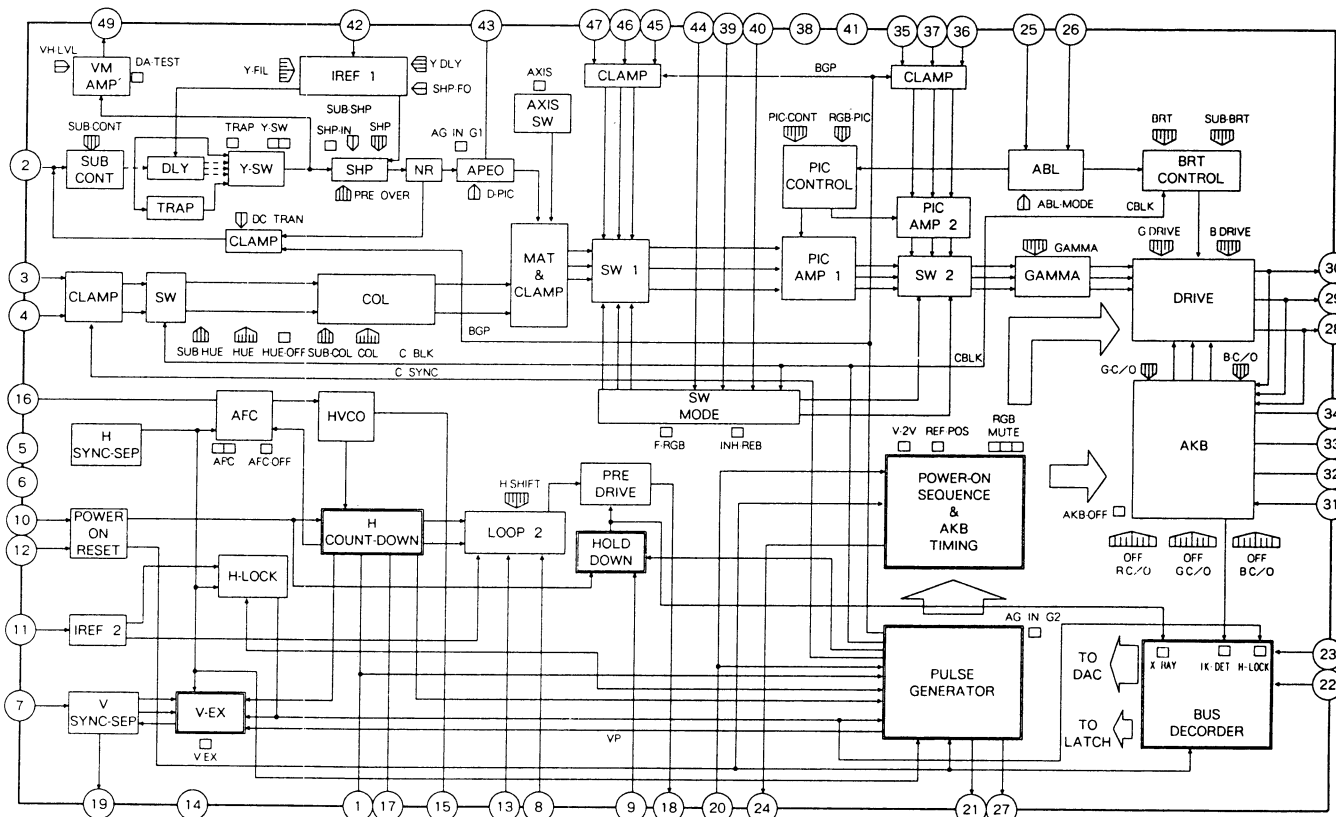 49 42 43 47 46 45 44 39 40 38 41 35 37 36 25 26
VH LVL
VM
AMP
DA-TEST
Y-FIL
IREF 1
Y DLY
SHP-FO
AXIS
AXIS
SW
CLAMP
BGP
CLAMP
SUB-CONT
TRAP Y-SW
SUB-SHP
SHP-IN
SHP
AG IN G1
PIC-CONT
RGB-PIC
BRT
SUB-BRT
2
SUB
CONT
DLY
TRAP
Y-SW
SHP
NR
APEO
PRE OVER
D-PIC
PIC
CONTROL
ABL
ABL-MODE
BRT
CONTROL
CBLK
DC TRAN
CLAMP
PIC
AMP 2
G DRIVE
B DRIVE
3
4
CLAMP
SW
COL
MAT
&
CLAMP
SW 1
PIC
AMP 1
SW 2
GAMMA
GAMMA
DRIVE
30
29
28
SUB HUE
HUE
HUE-OFF
SUB-COL
COL
BGP
C BLK
C SYNC
CBLK
G-C/O
B C/O
16
AFC
HVCO
SW
MODE
F-RGB
INH REB
V-2V
REF POS
RGB
MUTE
5
H
SYNC-SEP
AFC
AFC-OFF
6
H SHIFT
PRE
DRIVE
POWER-ON
SEQUENCE
&
AKB
TIMING
AKB
34
33
32
31
AKB-OFF
10
12
POWER
ON
RESET
H
COUNT-DOWN
LOOP 2
HOLD
DOWN
OFF
R C/O
OFF
G C/O
OFF
B C/O
H-LOCK
11
IREF 2
AG IN G2
PULSE
GENERATOR
TO
DAC
X RAY
IK-DET
H-LOCK
BUS
DECORDER
23
22
7
V
SYNC-SEP
V-EX
V EX
VP
TO
LATCH
19 14 1 17 15 13 8 9 18 20 24 21 27